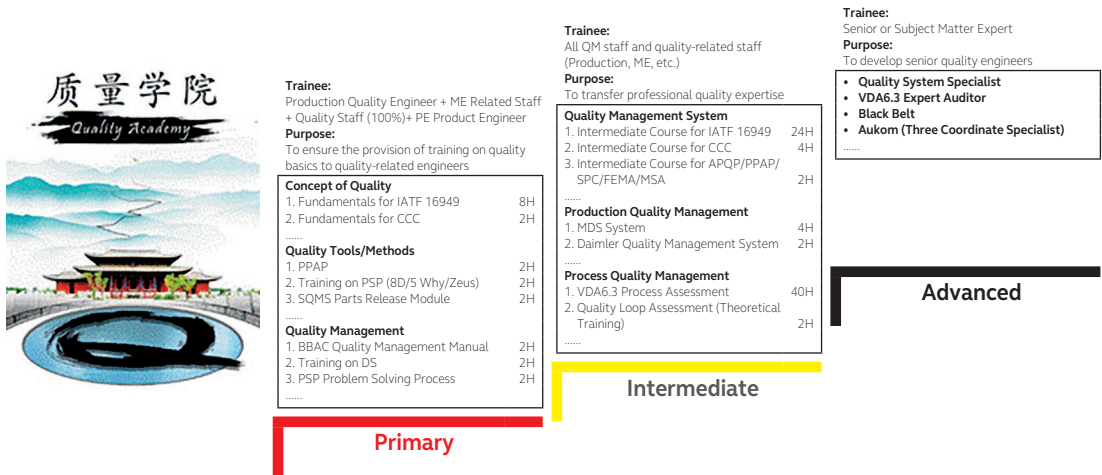 质量学院
Quality Academy
Trainee:
Production Quality Engineer + ME Related Staff
+ Quality Staff (100%)+ PE Product Engineer
Purpose:
To ensure the provision of training on quality
basics to quality-related engineers
Concept of Quality
1. Fundamentals for IATF 16949 8H
2. Fundamentals for CCC 2H
......
Quality Tools/Methods
1. PPAP 2H
2. Training on PSP (8D/5 Why/Zeus) 2H
3. SQMS Parts Release Module 2H
......
Quality Management
1. BBAC Quality Management Manual 2H
2. Training on DS 2H
3. PSP Problem Solving Process 2H
......
Primary
Trainee:
All QM staff and quality-related staff
(Production, ME, etc.)
Purpose:
To transfer professional quality expertise
Quality Management System
1. Intermediate Course for IATF 16949 24H
2. Intermediate Course for CCC 4H
3. Intermediate Course for APQP/PPAP/
SPC/FEMA/MSA 2H
......
Production Quality Management
1. MDS System 4H
2. Daimler Quality Management System 2H
......
Process Quality Management
1. VDA6.3 Process Assessment 40H
2. Quality Loop Assessment (Theoretical
Training) 2H
......
Intermediate
Trainee:
Senior or Subject Matter Expert
Purpose:
To develop senior quality engineers
• Quality System Specialist
• VDA6.3 Expert Auditor
• Black Belt
• Aukom (Three Coordinate Specialist)
......
Advanced